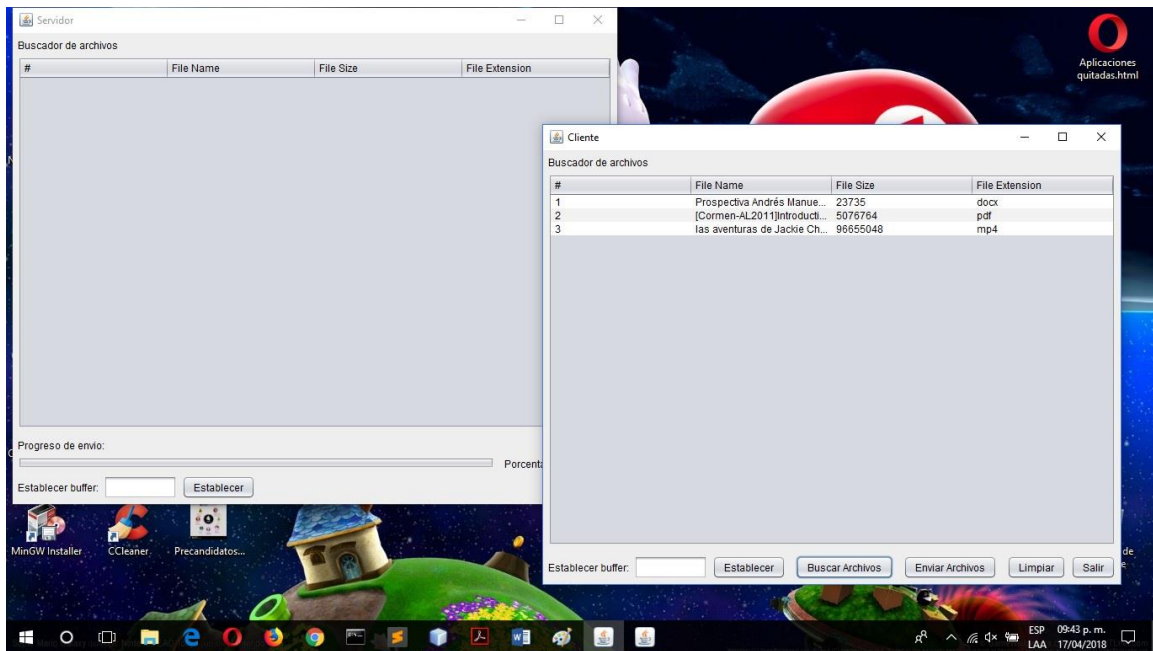 Servidor
Buscador de archivos
# File Name File Size File Extension
Progreso de envio:
Establecer buffer: Establecer
Cliente
Buscador de archivos
# File Name File Size File Extension
1 Prospectiva Andrés Manue... 23735 docx
2 [Cormen-AL2011]Introducti... 5076764 pdf
3 las aventuras de Jackie Ch... 96655048 mp4
Establecer buffer: Establecer Buscar Archivos Enviar Archivos Limpiar Salir
Aplicaciones
quitadas.html
MinGW Installer CCleaner Precandidatos...
de
ESP 09:43 p. m.
LAA 17/04/2018